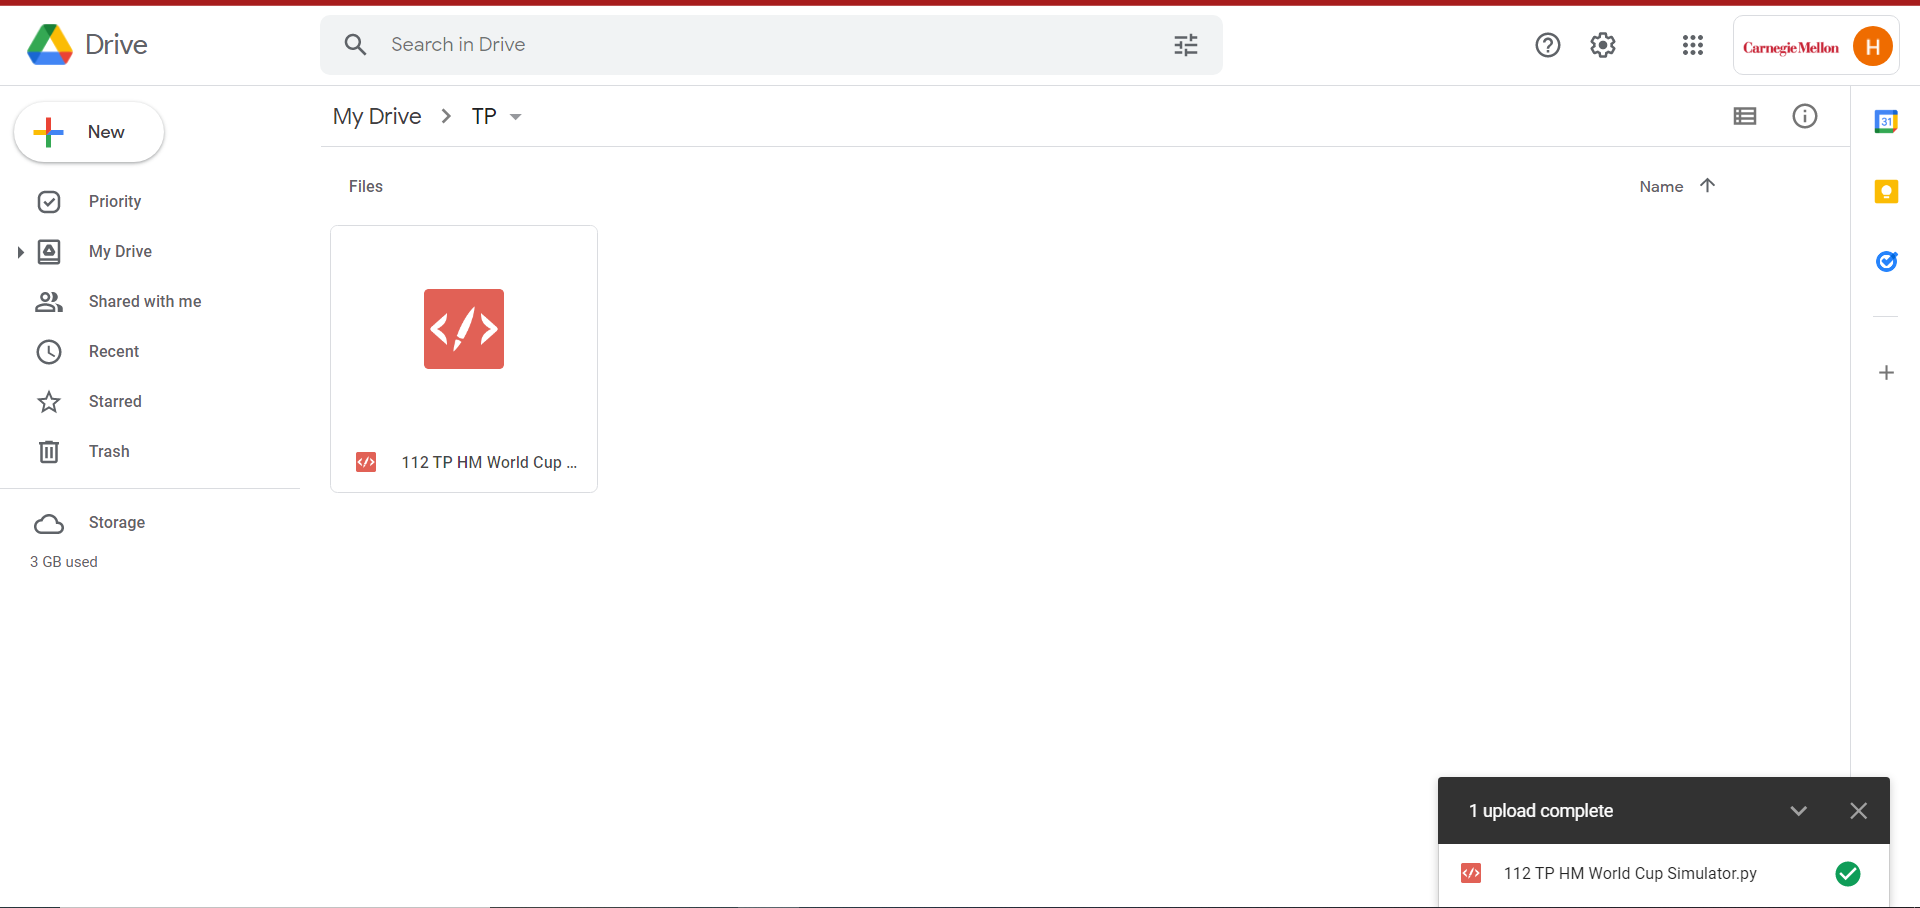 Drive
Search in Drive
Carnegie Mellon
H
New
My Drive
TP
31
Priority
My Drive
Shared with me
Recent
Starred
Trash
Storage
3 GB used
Files
Name
112 TP HM World Cup ...
1 upload complete
112 TP HM World Cup Simulator.py